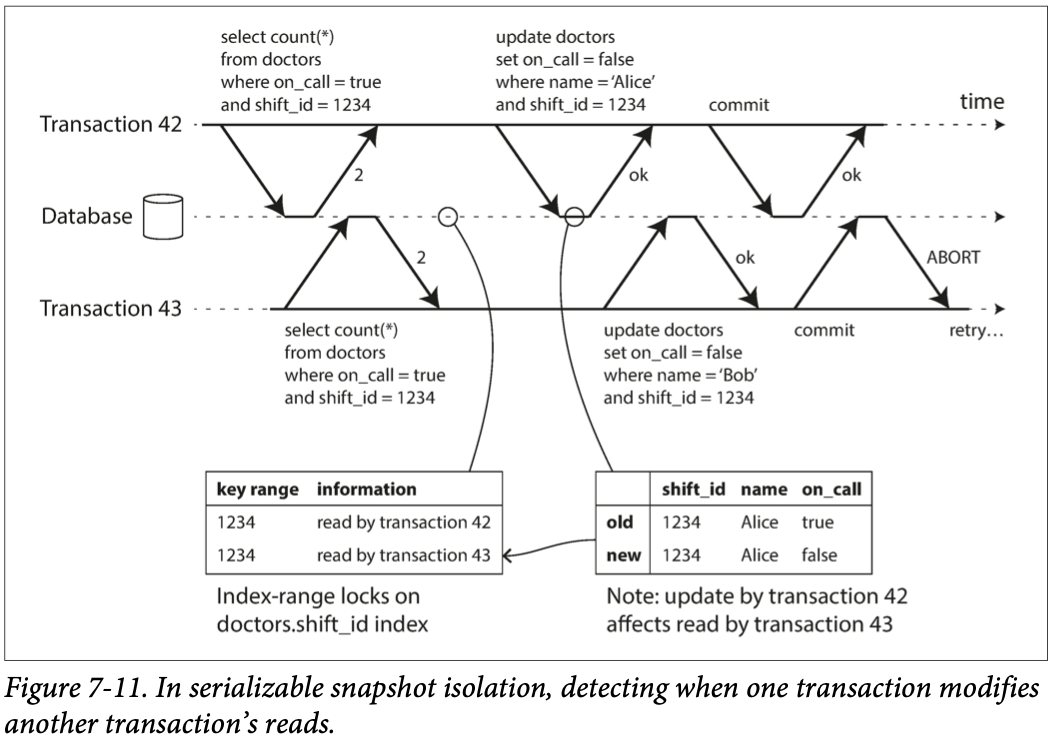 select count(*)
from doctors
where on_call = true
and shift_id = 1234
update doctors
set on_call = false
where name = ‘Alice’
and shift_id = 1234
commit
time
Transaction 42
2
ok
ok
Database
2
ok
ABORT
Transaction 43
select count(*)
from doctors
where on_call = true
and shift_id = 1234
update doctors
set on_call = false
where name = ‘Bob’
and shift_id = 1234
commit
retry…
key range information
1234 read by transaction 42
1234 read by transaction 43
Index-range locks on
doctors.shift_id index
shift_id name on_call
old 1234 Alice true
new 1234 Alice false
Note: update by transaction 42
affects read by transaction 43
Figure 7-11. In serializable snapshot isolation, detecting when one transaction modifies
another transaction’s reads.